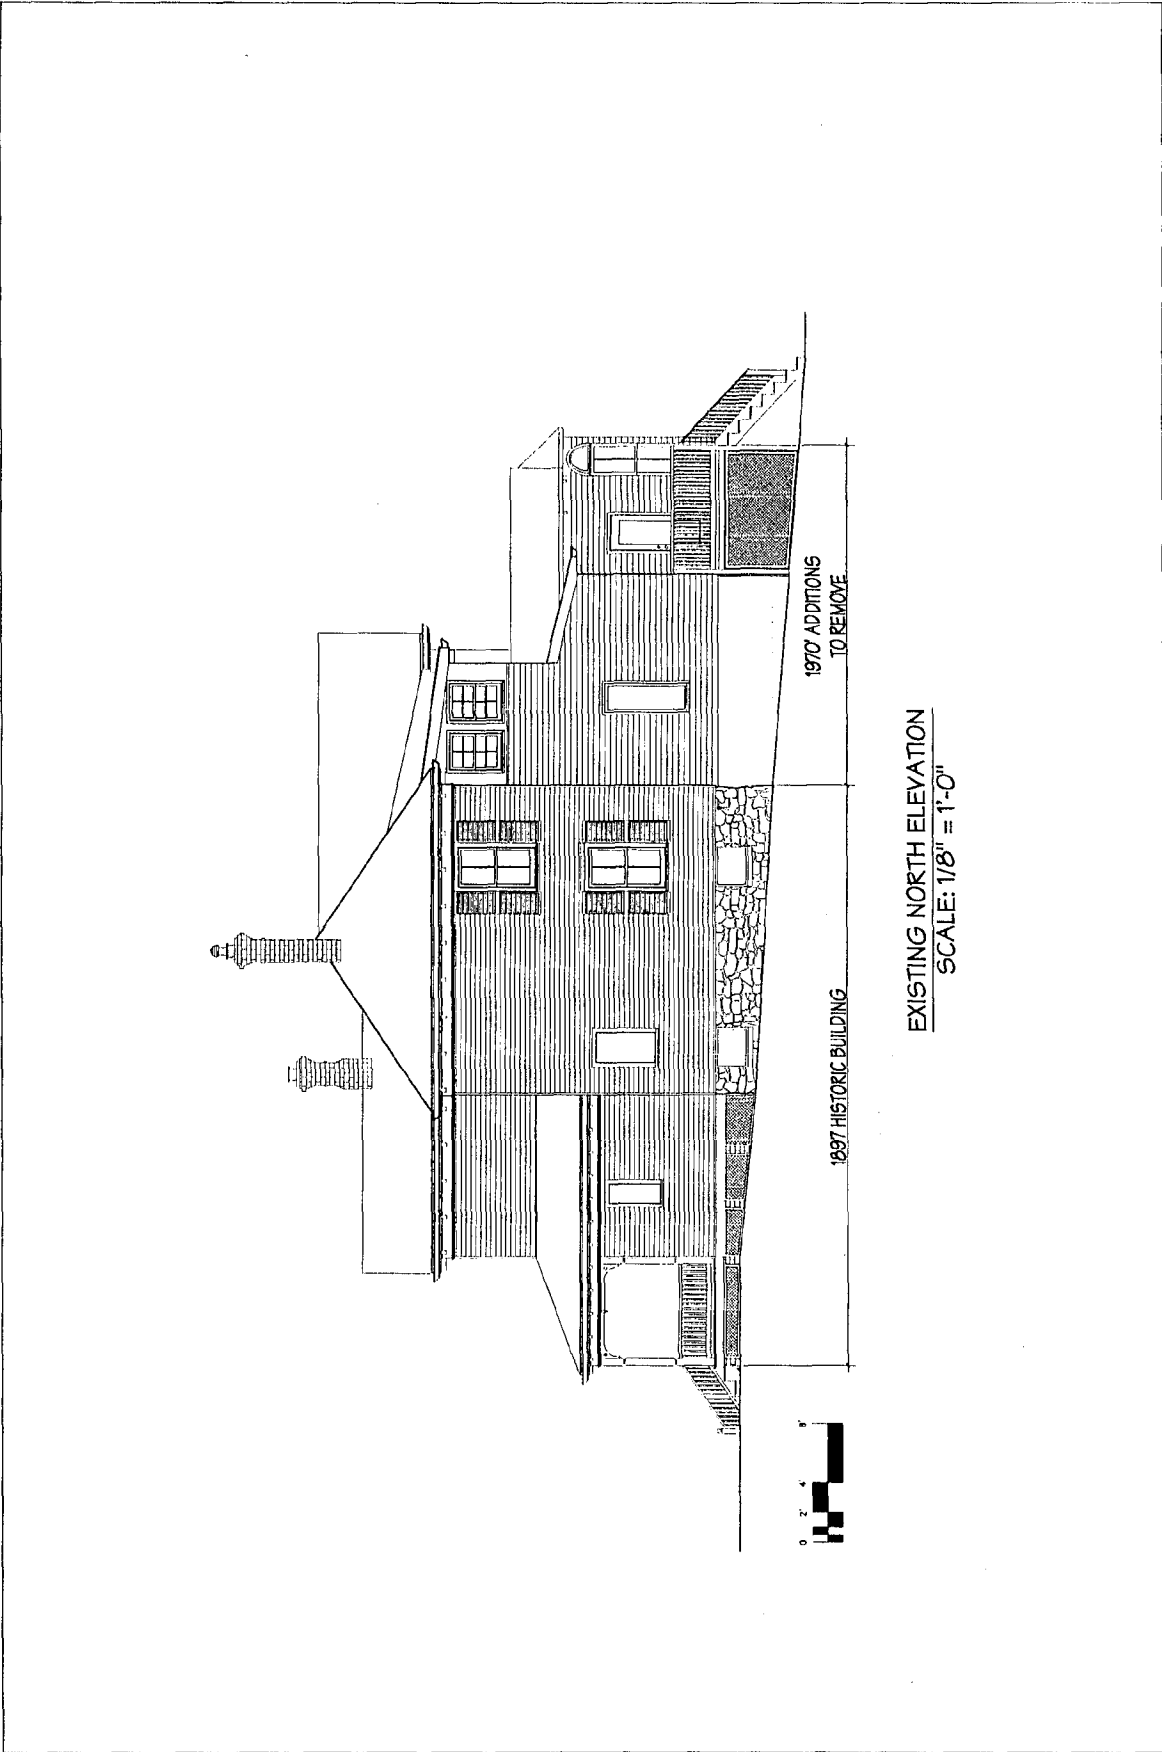 1970' ADDITIONS
TO REMOVE
1897 HISTORIC BUILDING
EXISTING NORTH ELEVATION
SCALE: 1/8" = 1'-0"
0 2' 4' 8'